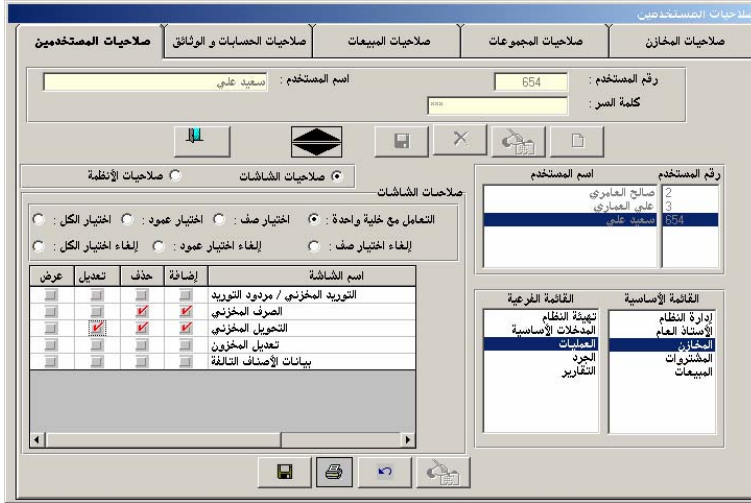 صلاحيات المستخدمين
صلاحيات المخازن
صلاحيات المجموعات
صلاحيات المبيعات
صلاحيات الحسابات و الوثائق
صلاحيات المستخدمين
رقم المستخدم : 654
اسم المستخدم : سعيد علي
كلمة السر : ***
رقم المستخدم اسم المستخدم
2 صالح العامري
3 علي العماري
654 سعيد علي
صلاحيات الشاشات
صلاحيات الأنظمة
صلاحيات الشاشات
التعامل مع خلية واحدة : اختيار صف : اختيار عمود : اختيار الكل :
إلغاء اختيار صف : إلغاء اختيار عمود : إلغاء اختيار الكل :
اسم الشاشة إضافة حذف تعديل عرض
التوريد المخزني / مردود التوريد
الصرف المخزني
التحويل المخزني
تعديل المخزون
بيانات الأصناف التالفة
القائمة الأساسية
إدارة النظام
الأستاذ العام
المخازن
المشتروات
المبيعات
القائمة الفرعية
تهيئة النظام
المدخلات الأساسية
العمليات
الجرد
التقارير